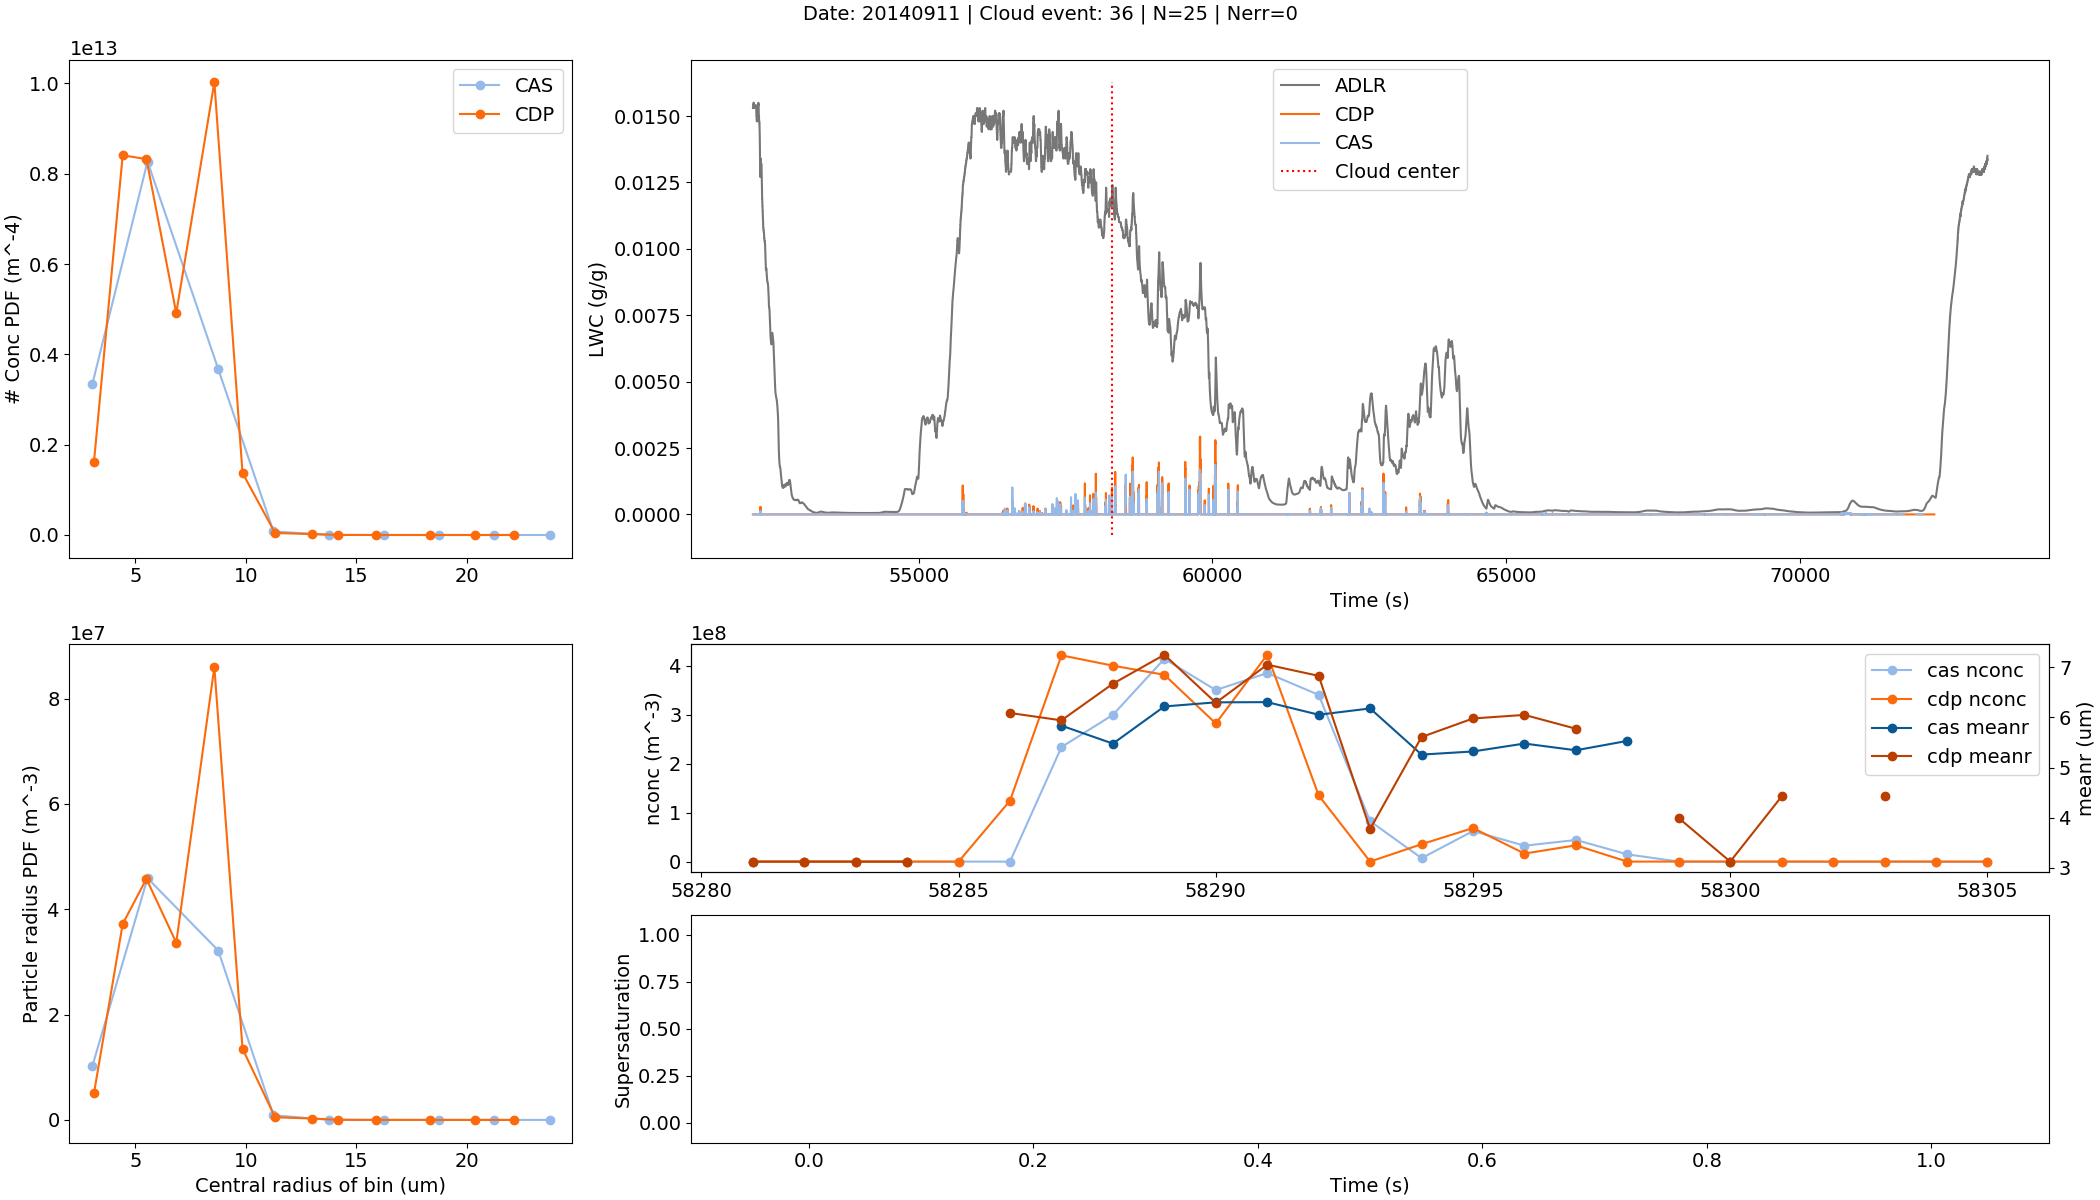 Date: 20140911 | Cloud event: 36 | N=25 | Nerr=0
1e13
# Conc PDF (m^-4)
1.0
0.8
0.6
0.4
0.2
0.0
5 10 15 20
CAS
CDP
LWC (g/g)
0.0150
0.0125
0.0100
0.0075
0.0050
0.0025
0.0000
55000 60000 65000 70000
Time (s)
ADLR
CDP
CAS
Cloud center
1e7
Particle radius PDF (m^-3)
8
6
4
2
0
5 10 15 20
Central radius of bin (um)
1e8
nconc (m^-3)
4
3
2
1
0
58280 58285 58290 58295 58300 58305
7
6
5
4
3
meanr (um)
cas nconc
cdp nconc
cas meanr
cdp meanr
Supersaturation
1.00
0.75
0.50
0.25
0.00
0.0 0.2 0.4 0.6 0.8 1.0
Time (s)